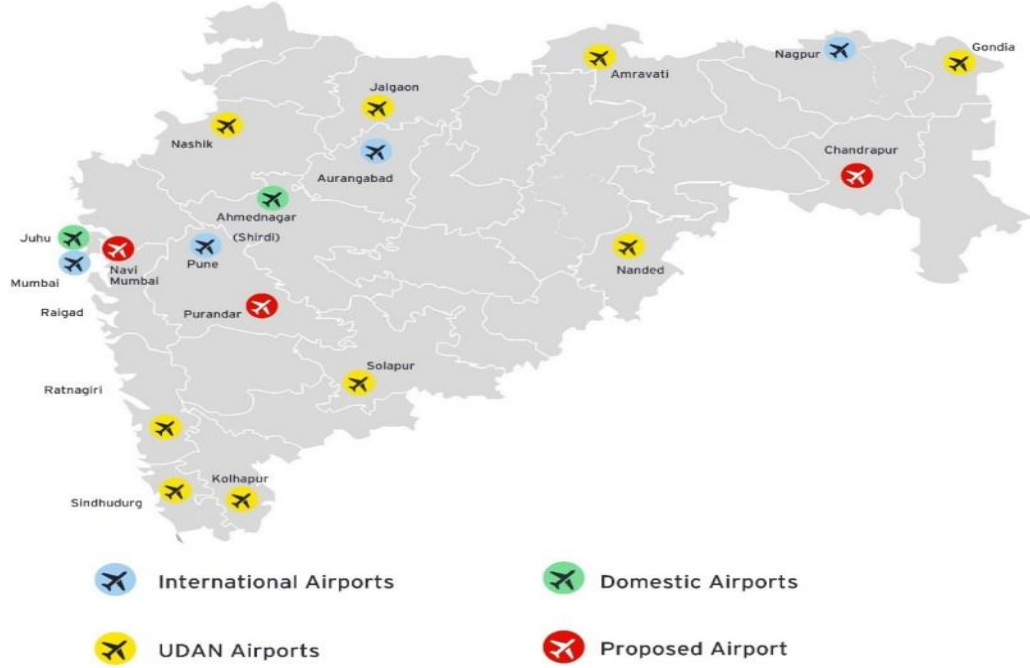 Gondia
Nagpur
Amravati
Jalgaon
Nashik
Aurangabad
Chandrapur
Ahmednagar
(Shirdi)
Juhu
Pune
Navi
Mumbai
Mumbai
Nanded
Raigad
Purandar
Solapur
Ratnagiri
Kolhapur
Sindhudurg
International Airports
Domestic Airports
UDAN Airports
Proposed Airport